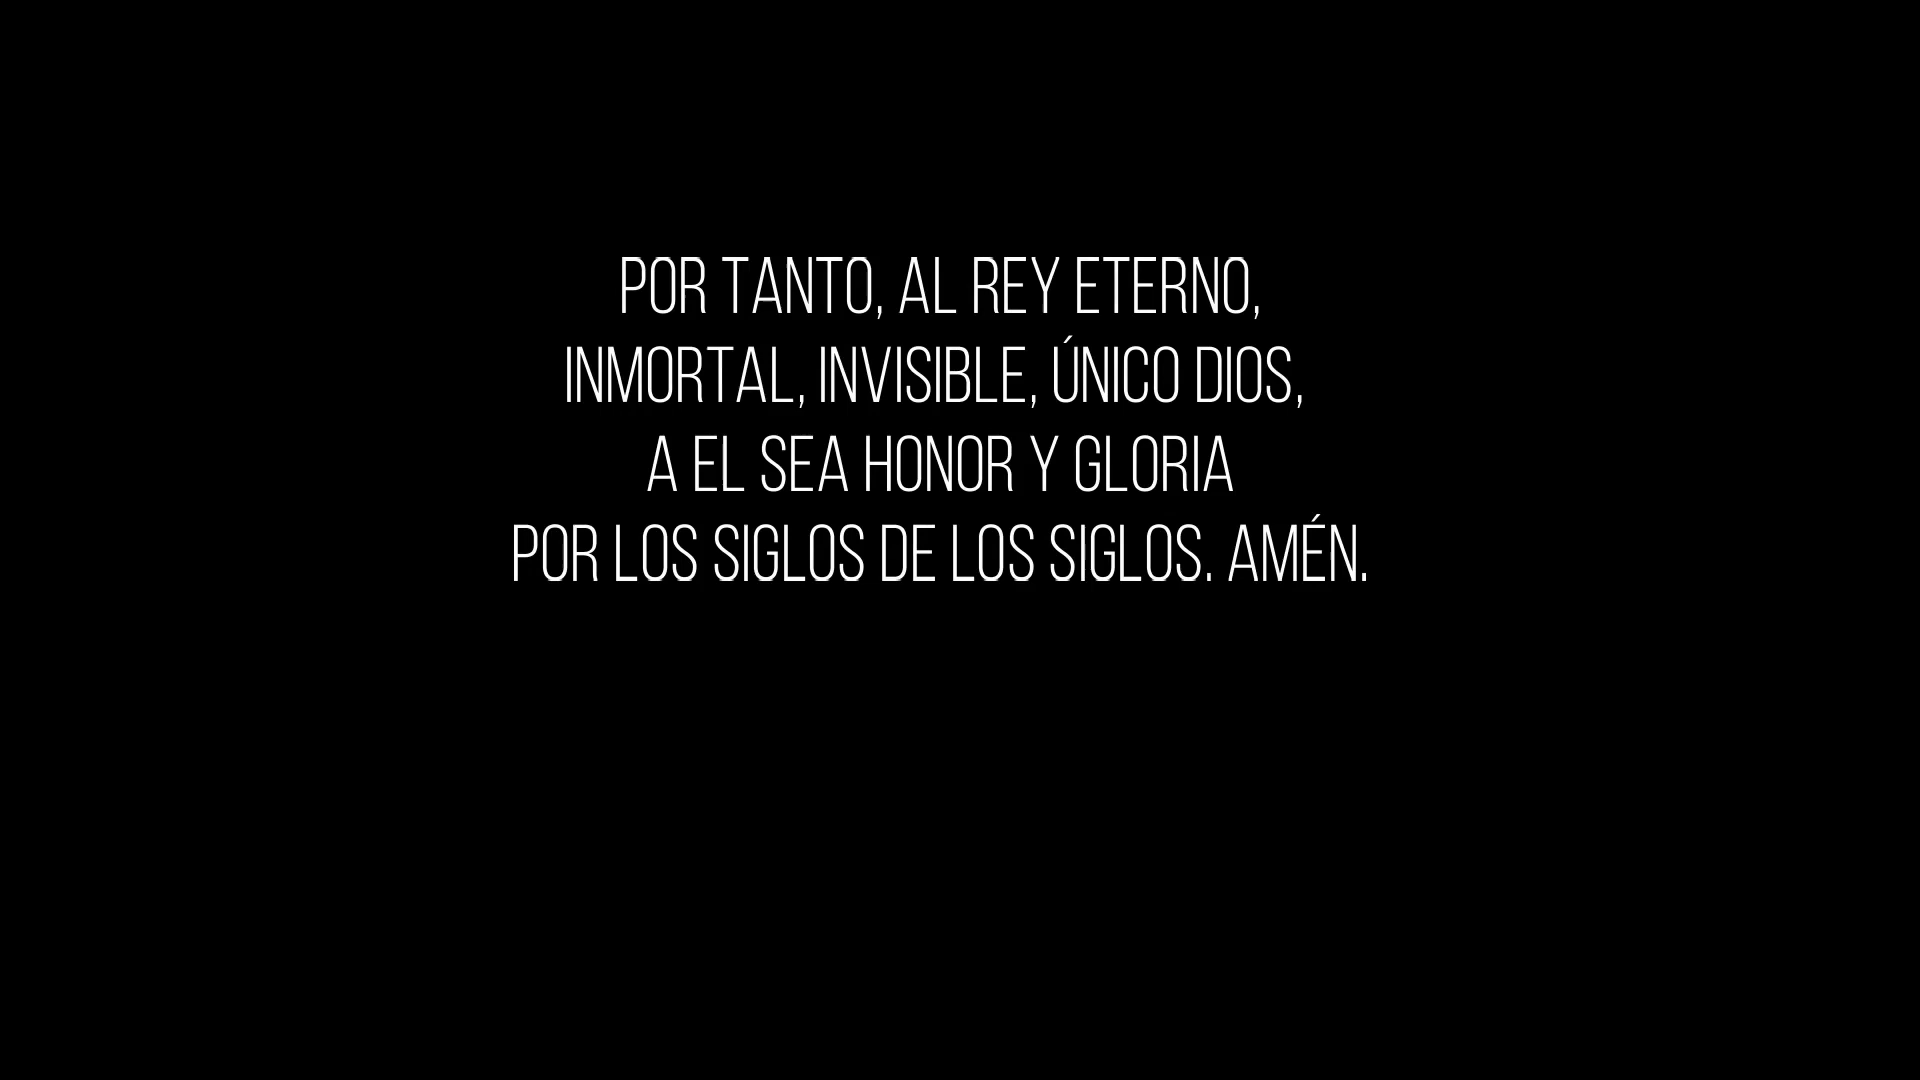 POR TANTO, AL REY ETERNO,
INMORTAL, INVISIBLE, ÚNICO DIOS,
A EL SEA HONOR Y GLORIA
POR LOS SIGLOS DE LOS SIGLOS. AMÉN.